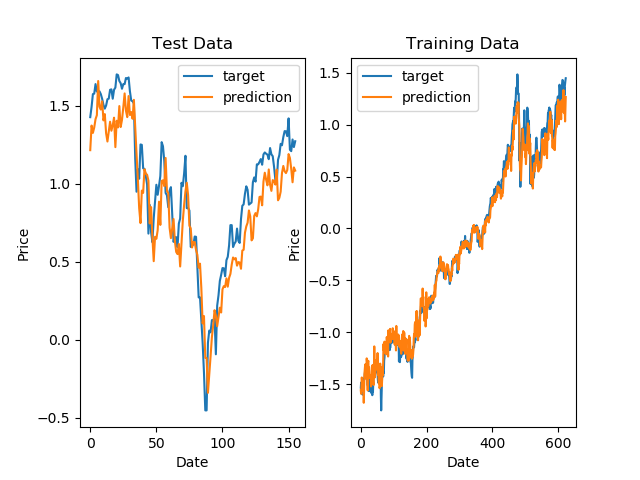 Test Data
target
prediction
Price
1.5
1.0
0.5
0.0
−0.5
0
50
100
150
Date
Training Data
target
prediction
Price
1.5
1.0
0.5
0.0
−0.5
−1.0
−1.5
0
200
400
600
Date